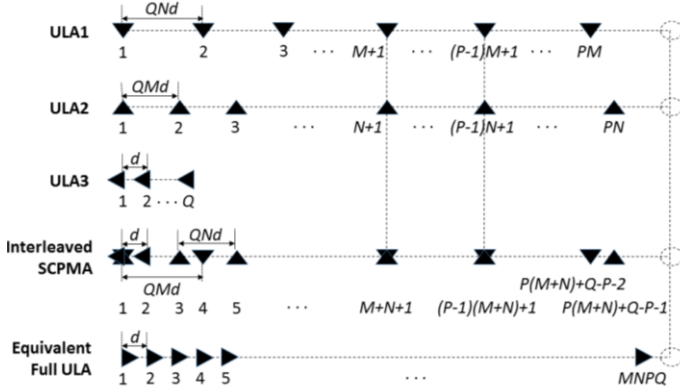 QNd
ULA1
1 2 3 ··· M+1 ··· (P-1)M+1 ··· PM
QMd
ULA2
1 2 3 ··· N+1 ··· (P-1)N+1 ··· PN
d
ULA3
1 2 ··· Q
d QNd
Interleaved
SCPMA
QMd
P(M+N)+Q-P-2
1 2 3 4 5 ··· M+N+1 (P-1)(M+N)+1 P(M+N)+Q-P-1
d
Equivalent
Full ULA
1 2 3 4 5 ··· MNPQ